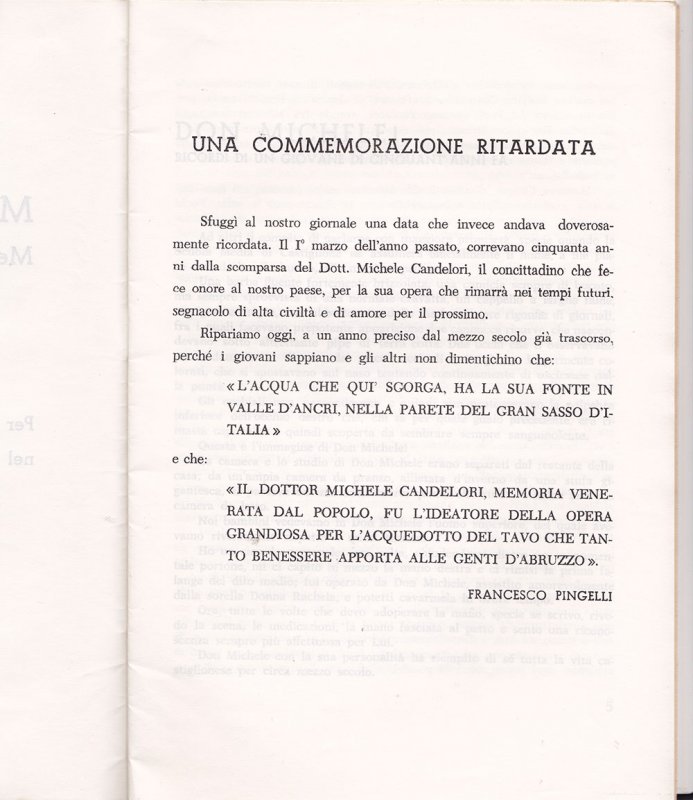 UNA COMMEMORAZIONE RITARDATA
Sfuggì al nostro giornale una data che invece andava doverosa-
mente ricordata. Il I° marzo dell'anno passato, correvano cinquanta an-
ni dalla scomparsa del Dott. Michele Candelori, il concittadino che fe-
ce onore al nostro paese, per la sua opera che rimarrà nei tempi futuri,
segnacolo di alta civiltà e di amore per il prossimo.
Ripariamo oggi, a un anno preciso dal mezzo secolo già trascorso,
perché i giovani sappiano e gli altri non dimentichino che:
« L'ACQUA CHE QUI' SGORGA, HA LA SUA FONTE IN
VALLE D'ANCRI, NELLA PARETE DEL GRAN SASSO D'I-
TALIA »
e che:
« IL DOTTOR MICHELE CANDELORI, MEMORIA VENE-
RATA DAL POPOLO, FU L'IDEATORE DELLA OPERA
GRANDIOSA PER L'ACQUEDOTTO DEL TAVO CHE TAN-
TO BENESSERE APPORTA ALLE GENTI D'ABRUZZO ».
FRANCESCO PINGELLI